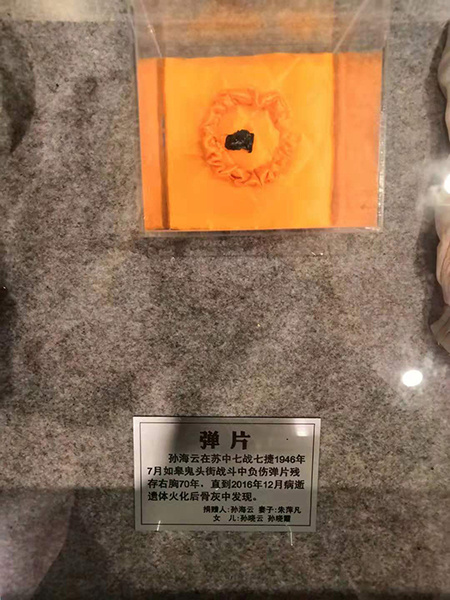 弹片
孙海云在苏中七战七捷1946年
7月如皋鬼头街战斗中负伤弹片残
存右胸70年，直到2016年12月病逝
遗体火化后骨灰中发现。
捐赠人:孙海云 妻子:朱萍凡
女 儿:孙晓云 孙晓霞